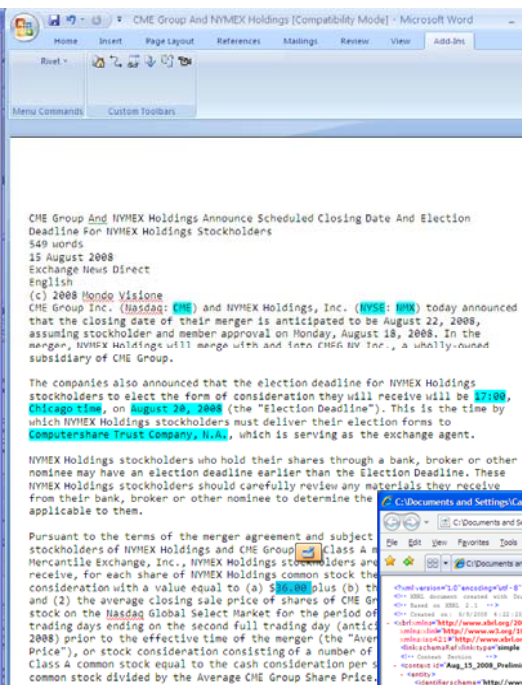 CME Group And NYMEX Holdings [Compatibility Mode] - Microsoft Word
Home Insert Page Layout References Mailings Review View Add-Ins
Rivet
Menu Commands Custom Toolbars
CME Group And NYMEX Holdings Announce Scheduled Closing Date And Election
Deadline For NYMEX Holdings Stockholders
549 words
15 August 2008
Exchange News Direct
English
(c) 2008 Mondo Visione
CME Group Inc. (Nasdaq: CME) and NYMEX Holdings, Inc. (NYSE: NMX) today announced
that the closing date of their merger is anticipated to be August 22, 2008,
assuming stockholder and member approval on Monday, August 18, 2008. In the
merger, NYMEX Holdings will merge with and into CMEG NY Inc., a wholly-owned
subsidiary of CME Group.
The companies also announced that the election deadline for NYMEX Holdings
stockholders to elect the form of consideration they will receive will be 17:00,
Chicago time, on August 20, 2008 (the "Election Deadline"). This is the time by
which NYMEX Holdings stockholders must deliver their election forms to
Computershare Trust Company, N.A., which is serving as the exchange agent.
NYMEX Holdings stockholders who hold their shares through a bank, broker or other
nominee may have an election deadline earlier than the Election Deadline. These
NYMEX Holdings stockholders should carefully review any materials they receive
from their bank, broker or other nominee to determine the
applicable to them.
Pursuant to the terms of the merger agreement and subject
stockholders of NYMEX Holdings and CME Group Class A m
Mercantile Exchange, Inc., NYMEX Holdings stockholders are
receive, for each share of NYMEX Holdings common stock the
consideration with a value equal to (a) $36.00 plus (b) th
and (2) the average closing sale price of shares of CME Gr
stock on the Nasdaq Global Select Market for the period of
trading days ending on the second full trading day (antici
2008) prior to the effective time of the merger (the "Aver
Price"), or stock consideration consisting of a number of
Class A common stock equal to the cash consideration per s
common stock divided by the Average CME Group Share Price.
C:\Documents and Settings\Ca
C:\Documents and Se
File Edit View Favorites Tools
C:\Documents an
<?xml version="1.0" encoding="utf-8"